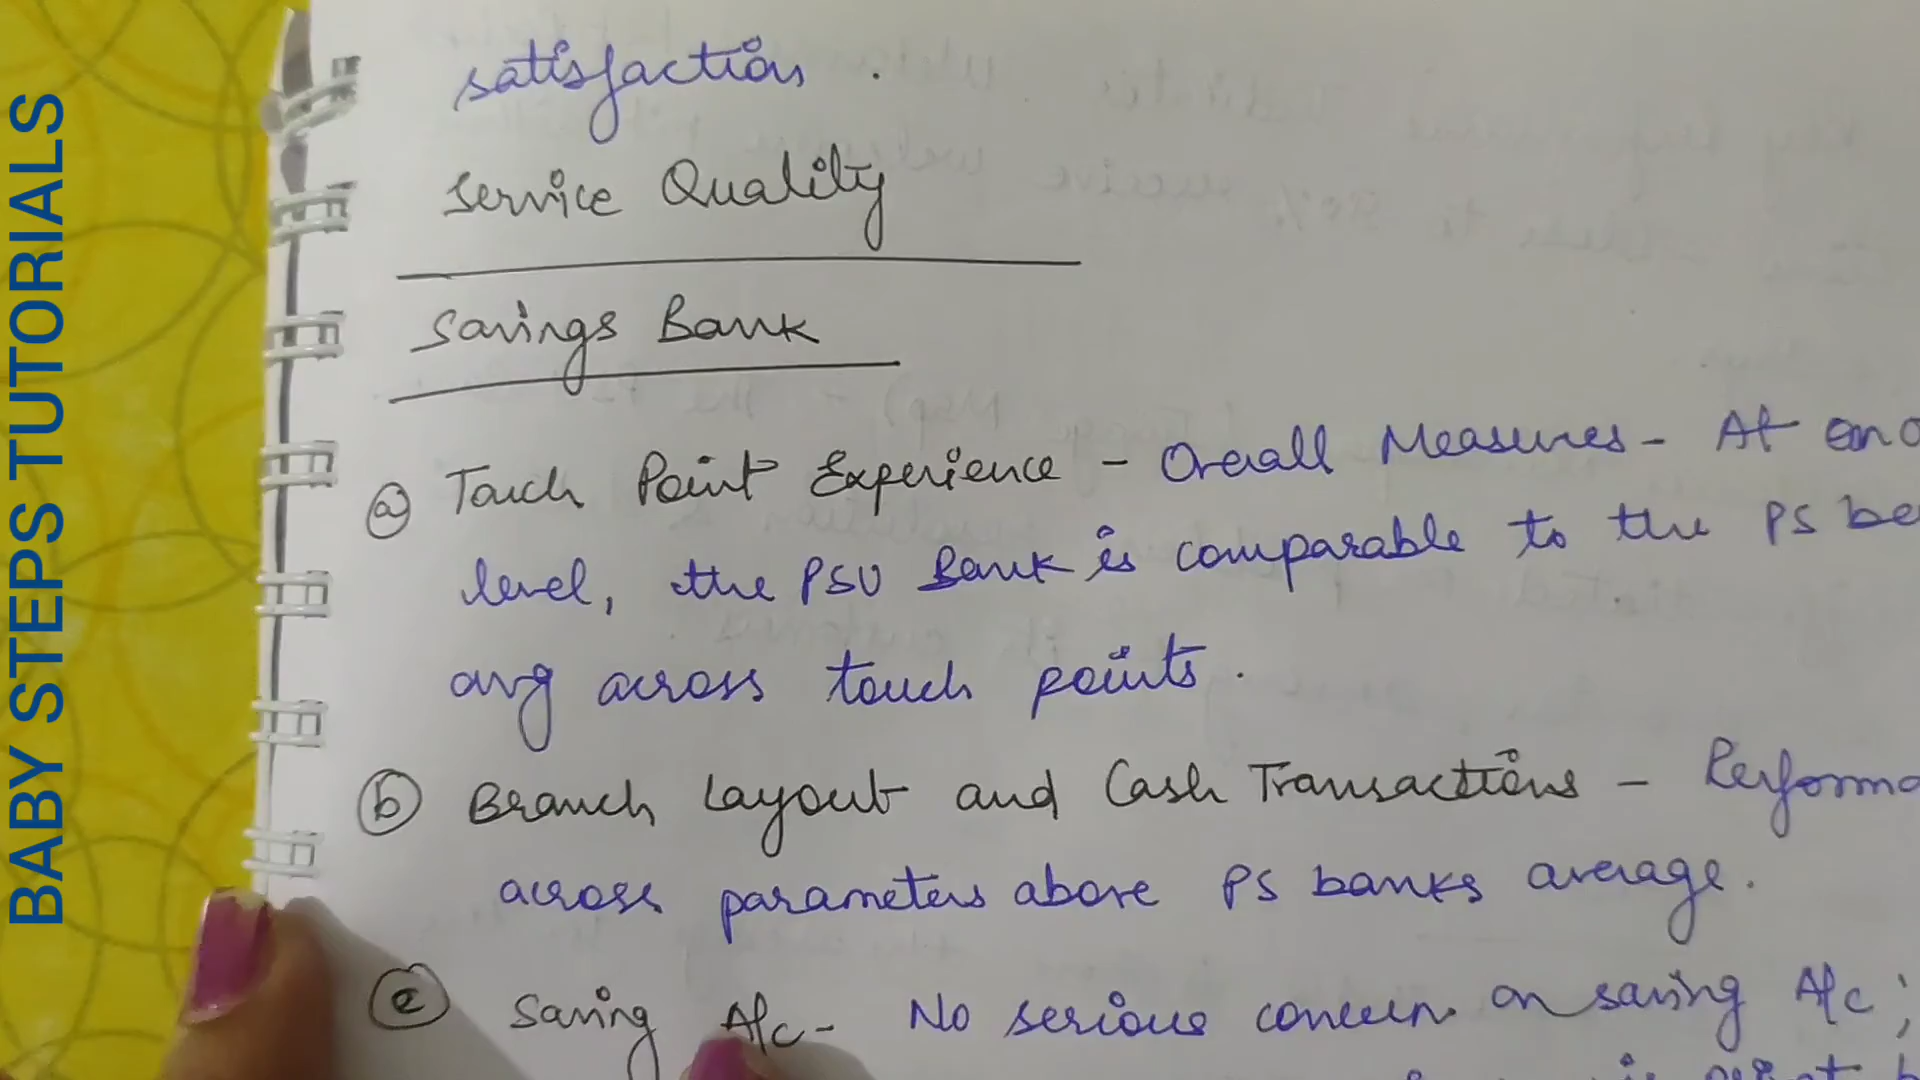 BABY STEPS TUTORIALS
satisfaction.
Service Quality
Savings Bank
(a) Touch Point Experience - Overall Measures - At
level, the PSU Bank is comparable to the PS
avg across touch points.
(b) Branch Layout and Cash Transactions - Performa
across parameters above PS banks average.
(c) Saving A/c - No serious concern on saving A/c;